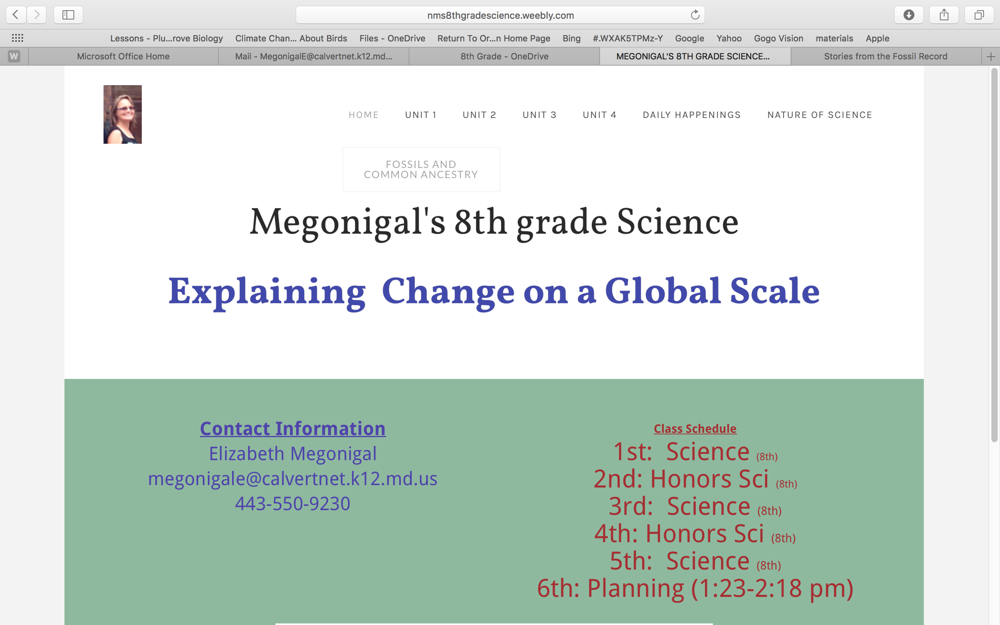 nms8thgradescience.weebly.com
Lessons - Plu...rove Biology Climate Chan... About Birds Files - OneDrive Return To Or...n Home Page Bing #.WXAK5TPMz-Y Google Yahoo Gogo Vision materials Apple
W Microsoft Office Home Mail - MegonigalE@calvertnet.k12.md... 8th Grade - OneDrive MEGONIGAL'S 8TH GRADE SCIENCE... Stories from the Fossil Record
HOME UNIT 1 UNIT 2 UNIT 3 UNIT 4 DAILY HAPPENINGS NATURE OF SCIENCE
FOSSILS AND
COMMON ANCESTRY
Megonigal's 8th grade Science
Explaining  Change on a Global Scale
Contact Information
Elizabeth Megonigal
megonigale@calvertnet.k12.md.us
443-550-9230
Class Schedule
1st:  Science (8th)
2nd: Honors Sci (8th)
3rd:  Science (8th)
4th: Honors Sci (8th)
5th:  Science (8th)
6th: Planning (1:23-2:18 pm)